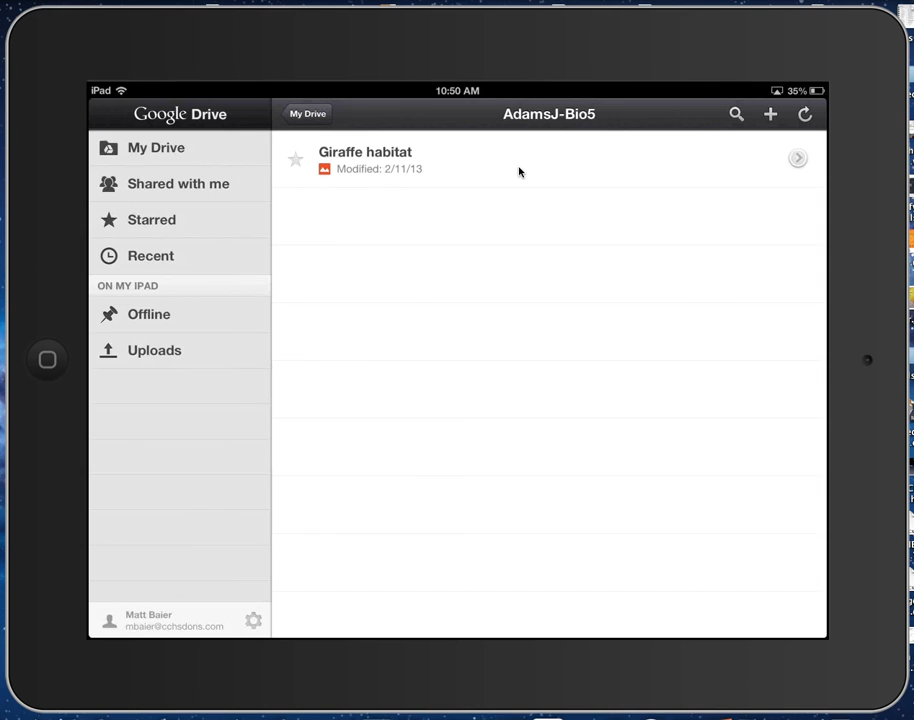 iPad
10:50 AM
35%
Google Drive
My Drive
AdamsJ-Bio5
My Drive
Shared with me
Starred
Recent
ON MY IPAD
Offline
Uploads
Giraffe habitat
Modified: 2/11/13
Matt Baier
mbaier@cchsdons.com